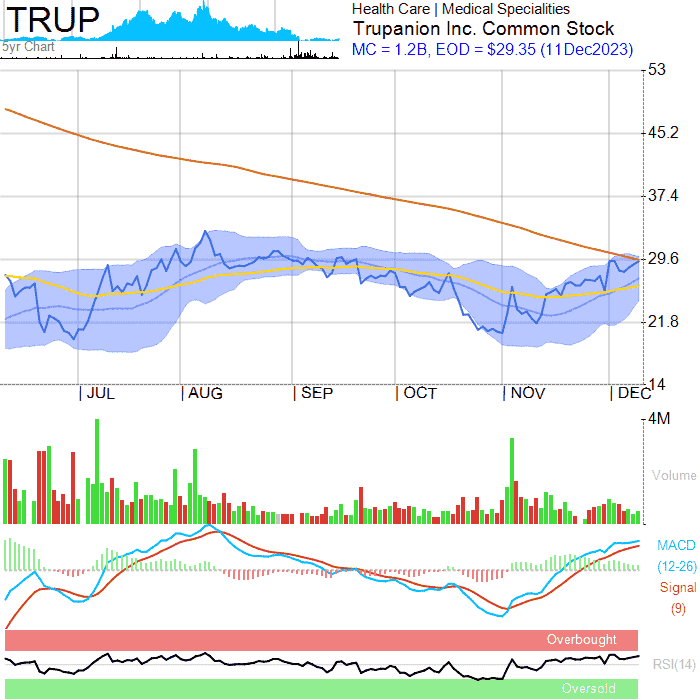 TRUP
5yr Chart
Health Care | Medical Specialities
Trupanion Inc. Common Stock
MC = 1.2B, EOD = $29.35 (11Dec2023)
53
45.2
37.4
29.6
21.8
14
JUL AUG SEP OCT NOV DEC
4M
Volume
MACD
(12-26)
Signal
(9)
Overbought
RSI(14)
Oversold